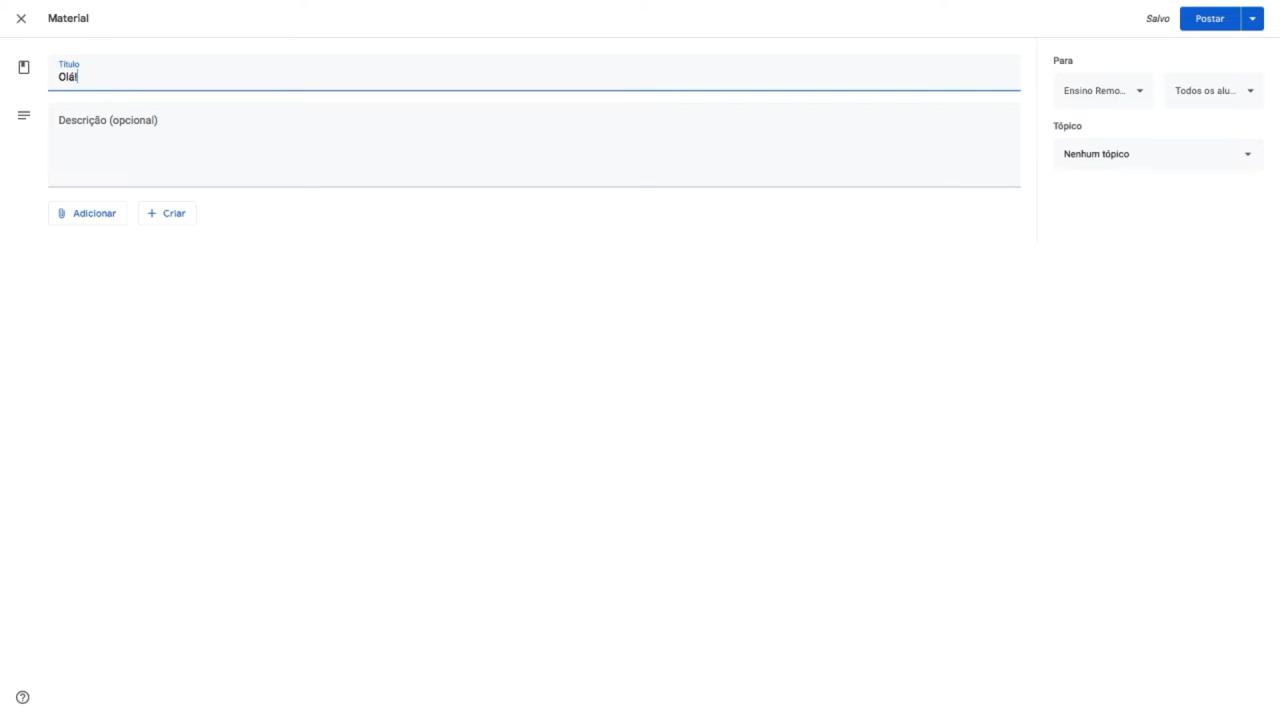 Material
Salvo
Postar
Título
Olá!
Descrição (opcional)
Adicionar
Criar
Para
Ensino Remo...
Todos os alu...
Tópico
Nenhum tópico